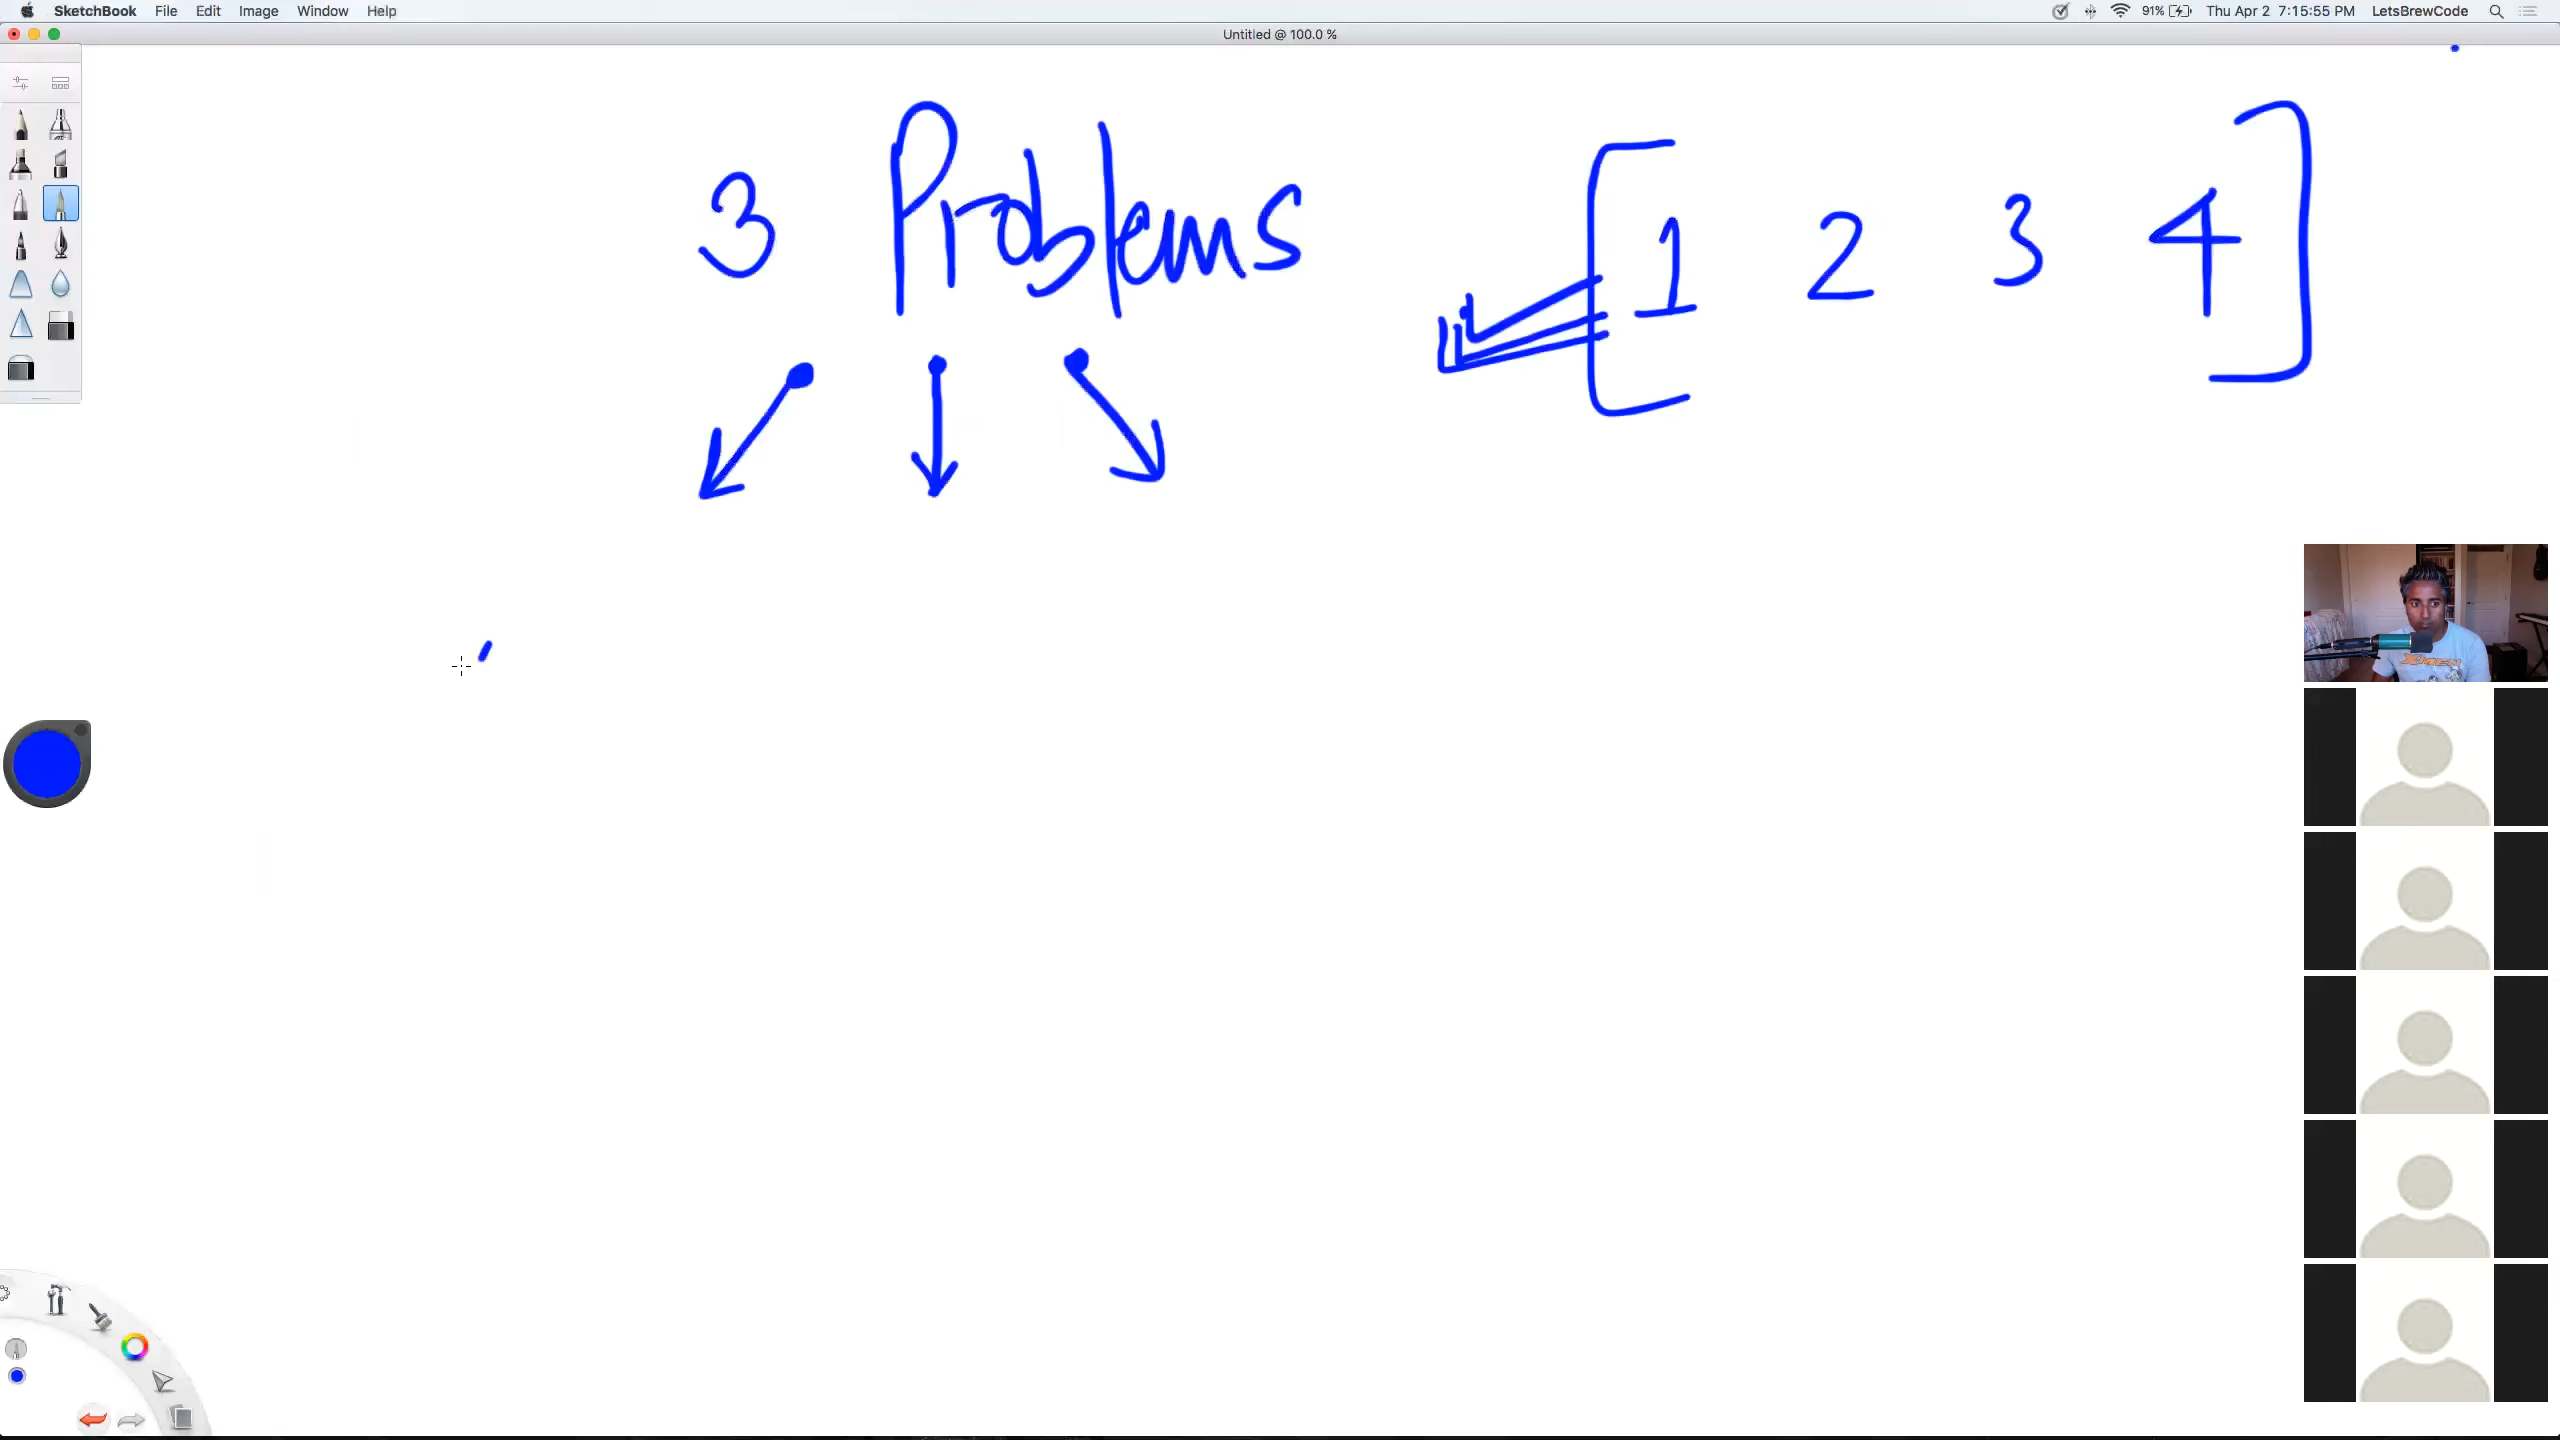 SketchBook File Edit Image Window Help 91% Thu Apr 2 7:15:55 PM LetsBrewCode
Untitled @ 100.0 %
3 Problems [1 2 3 4]
X-MEN